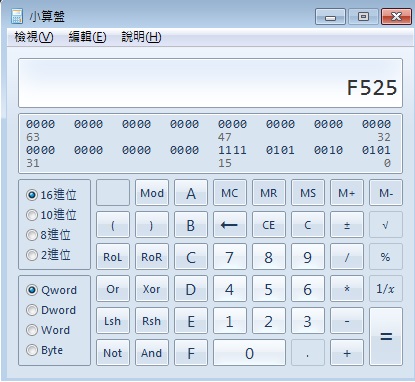 小算盤
檢視(V) 編輯(E) 說明(H)
F525
0000 0000 0000 0000 0000 0000 0000 0000
63 47 32
0000 0000 0000 0000 1111 0101 0010 0101
31 15 0
16進位 Mod A MC MR MS M+ M-
10進位 ( ) B ← CE C ± √
8進位
2進位 RoL RoR C 7 8 9 / %
Qword Or Xor D 4 5 6 * 1/x
Dword
Word Lsh Rsh E 1 2 3 - =
Byte Not And F 0 . +